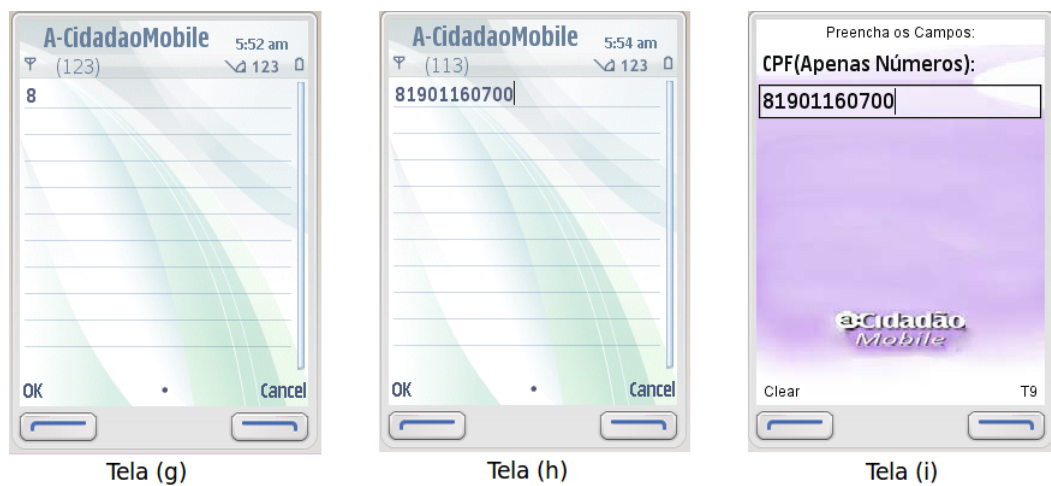 A-CidadaoMobile 5:52 am
(123) 123
8
OK Cancel
Tela (g)
A-CidadaoMobile 5:54 am
(113) 123
81901160700
OK Cancel
Tela (h)
Preencha os Campos:
CPF(Apenas Números):
81901160700
a:Cidadão
Mobile
Clear T9
Tela (i)